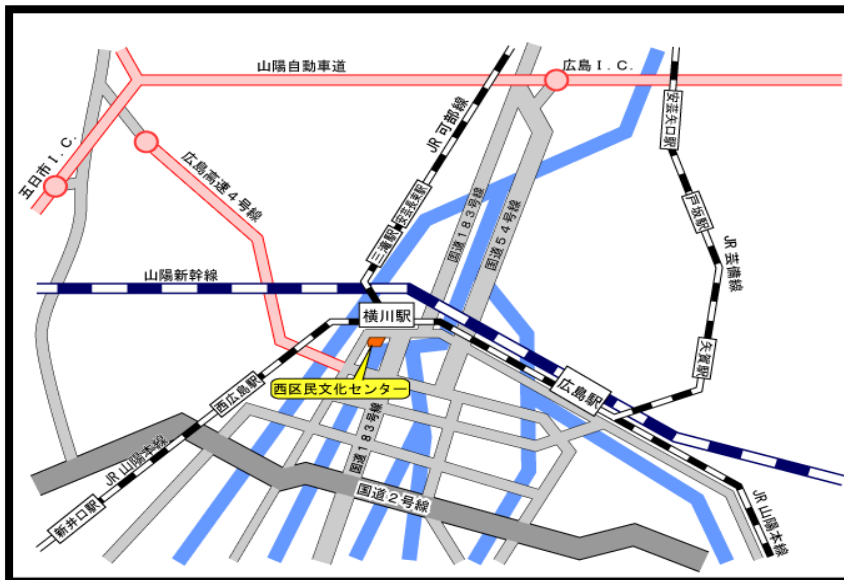 山陽自動車道
広島Ｉ.Ｃ.
五日市Ｉ.Ｃ.
広島高速４号線
JR可部線
安芸長束駅
三滝駅
国道１８３号線
国道５４号線
安芸矢口駅
戸坂駅
JR芸備線
矢賀駅
山陽新幹線
横川駅
西広島駅
西区民文化センター
広島駅
国道１８３号線
国道２号線
JR山陽本線
新井口駅
JR山陽本線